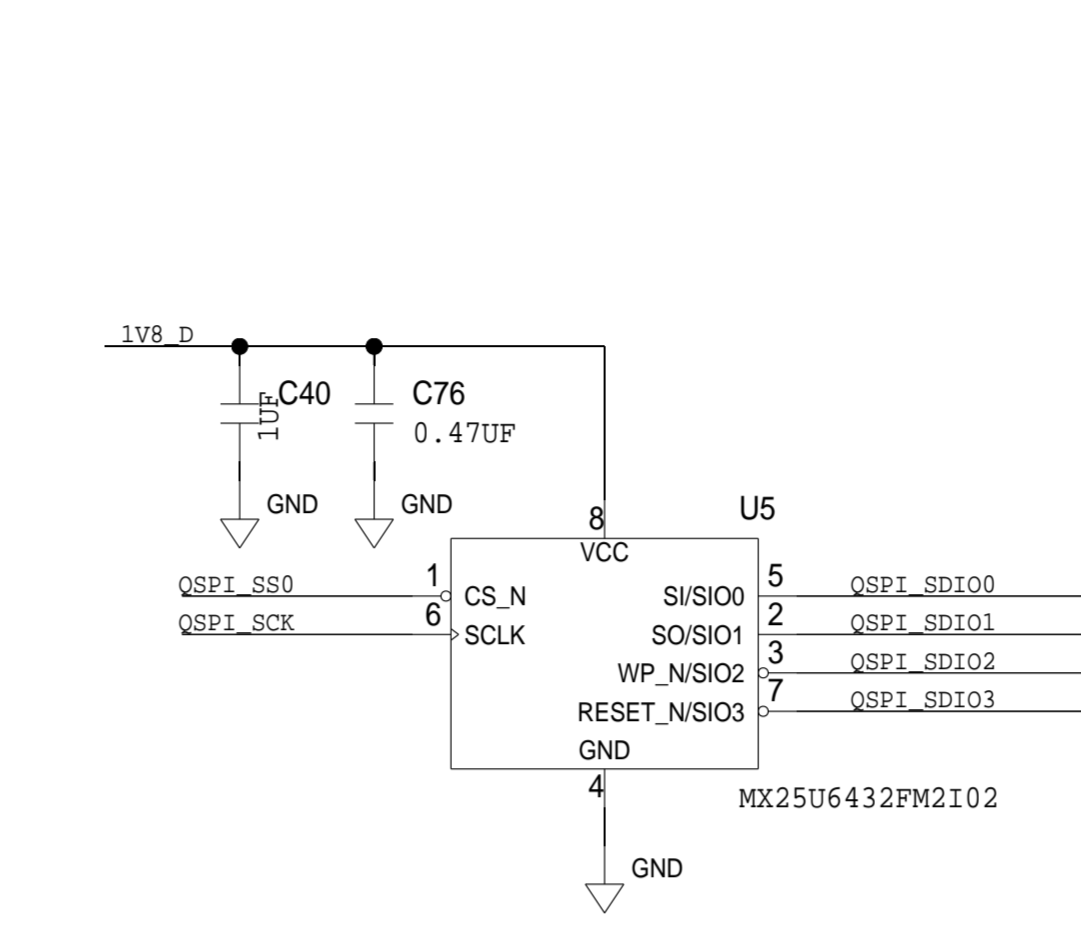 1V8_D
C40
1UF
C76
0.47UF
GND
GND
U5
8
VCC
QSPI_SS0
1
CS_N
SI/SIO0
5
QSPI_SDIO0
QSPI_SCK
6
SCLK
SO/SIO1
2
QSPI_SDIO1
WP_N/SIO2
3
QSPI_SDIO2
RESET_N/SIO3
7
QSPI_SDIO3
GND
4
MX25U6432FM2I02
GND